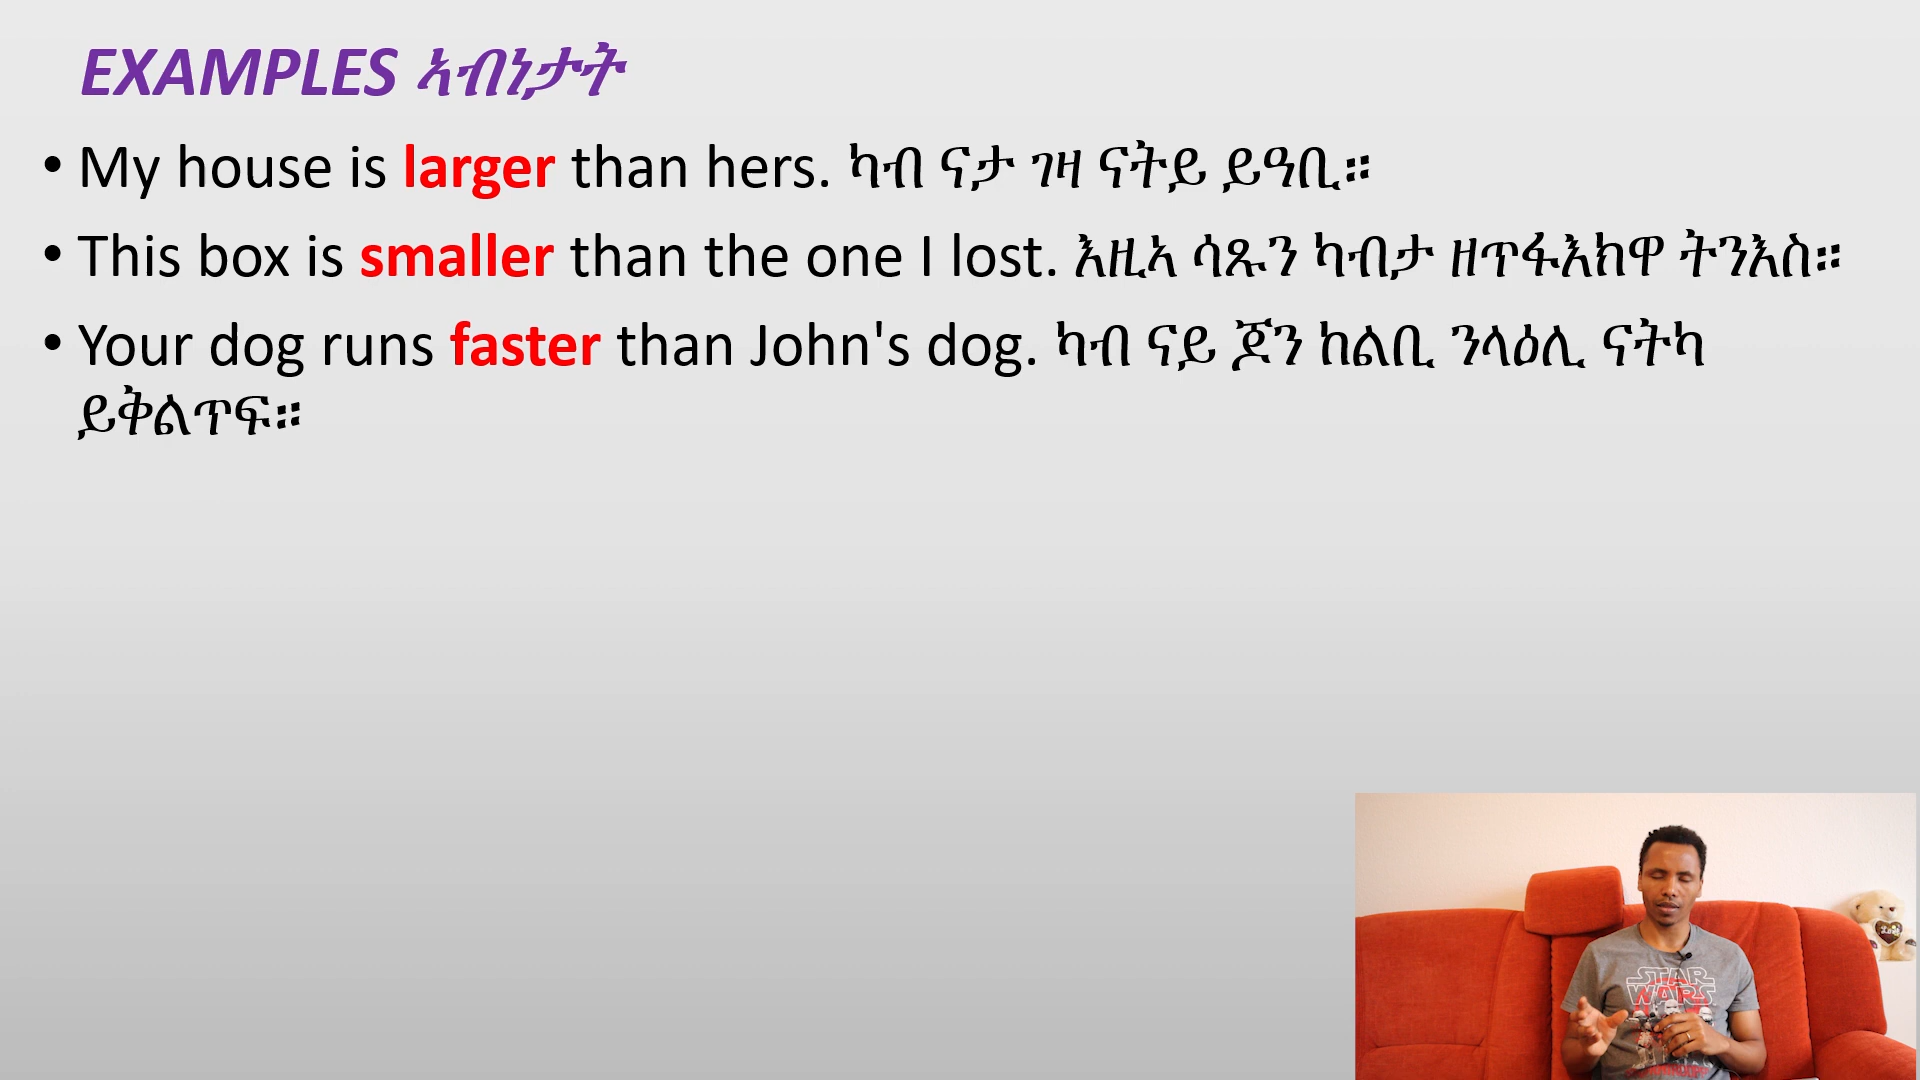 EXAMPLES ኣብነታት
• My house is larger than hers. ካብ ናታ ገዛ ናትይ ይዓቢ።
• This box is smaller than the one I lost. እዚኣ ሳጹን ካብታ ዘጥፋእክዋ ትንእስ።
• Your dog runs faster than John's dog. ካብ ናይ ጆን ከልቢ ንላዕሊ ናትካ
ይቅልጥፍ።
STAR
WARS